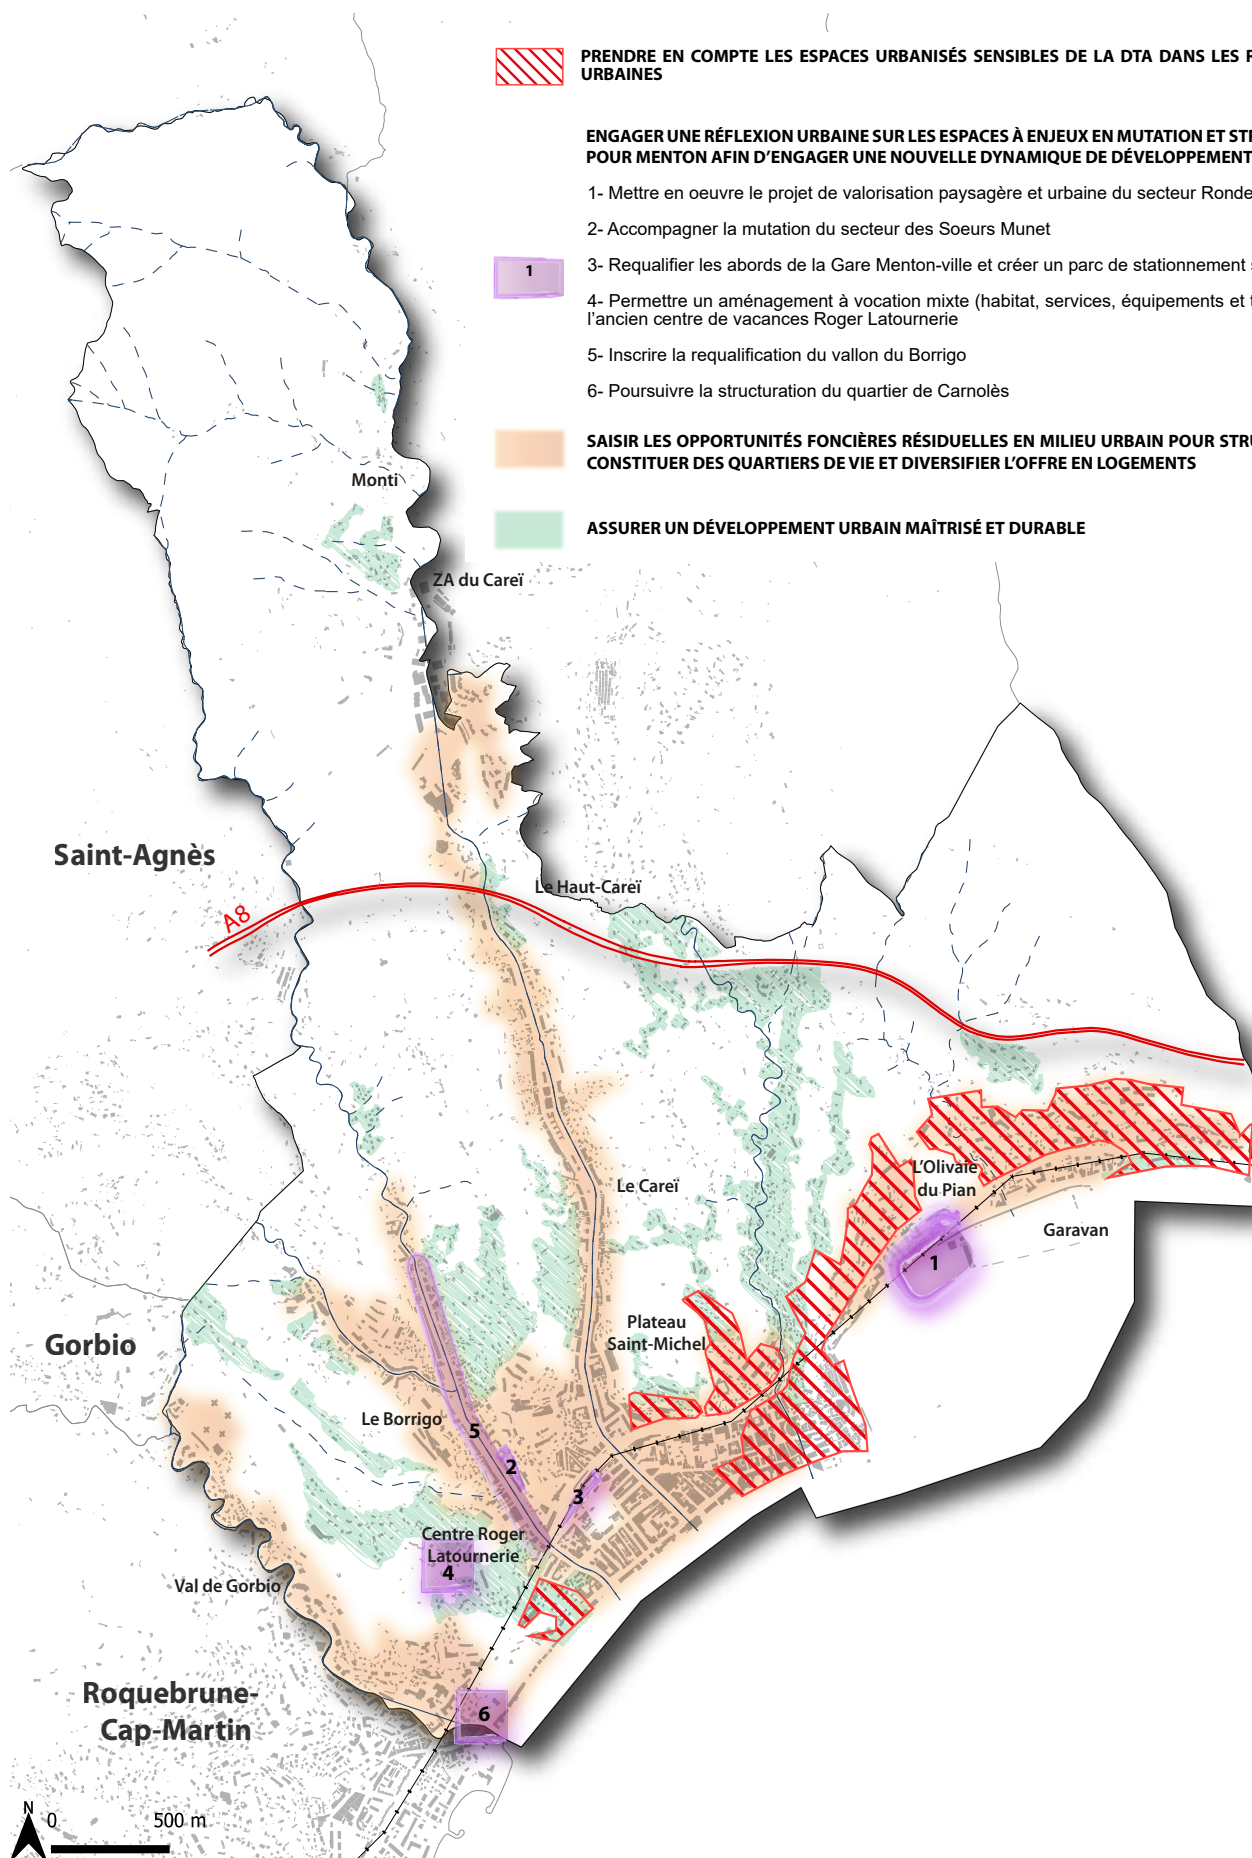 PRENDRE EN COMPTE LES ESPACES URBANISÉS SENSIBLES DE LA DTA DANS LES
URBAINES
ENGAGER UNE RÉFLEXION URBAINE SUR LES ESPACES À ENJEUX EN MUTATION ET
POUR MENTON AFIN D'ENGAGER UNE NOUVELLE DYNAMIQUE DE DÉVELOPPEMENT
1- Mettre en oeuvre le projet de valorisation paysagère et urbaine du secteur
2- Accompagner la mutation du secteur des Soeurs Munet
1
3- Requalifier les abords de la Gare Menton-ville et créer un parc de stationnement
4- Permettre un aménagement à vocation mixte (habitat, services, équipements et
l'ancien centre de vacances Roger Latournerie
5- Inscrire la requalification du vallon du Borrigo
6- Poursuivre la structuration du quartier de Carnolès
SAISIR LES OPPORTUNITÉS FONCIÈRES RÉSIDUELLES EN MILIEU URBAIN POUR
CONSTITUER DES QUARTIERS DE VIE ET DIVERSIFIER L'OFFRE EN LOGEMENTS
ASSURER UN DÉVELOPPEMENT URBAIN MAÎTRISÉ ET DURABLE
Monti
ZA du Careï
Saint-Agnès
Le Haut-Careï
A8
L'Olivaie
du Pian
Le Careï
Garavan
1
Plateau
Saint-Michel
Gorbio
Le Borrigo
5
2
3
Centre Roger
Latournerie
4
Val de Gorbio
Roquebrune-
Cap-Martin
6
N
0 500 m